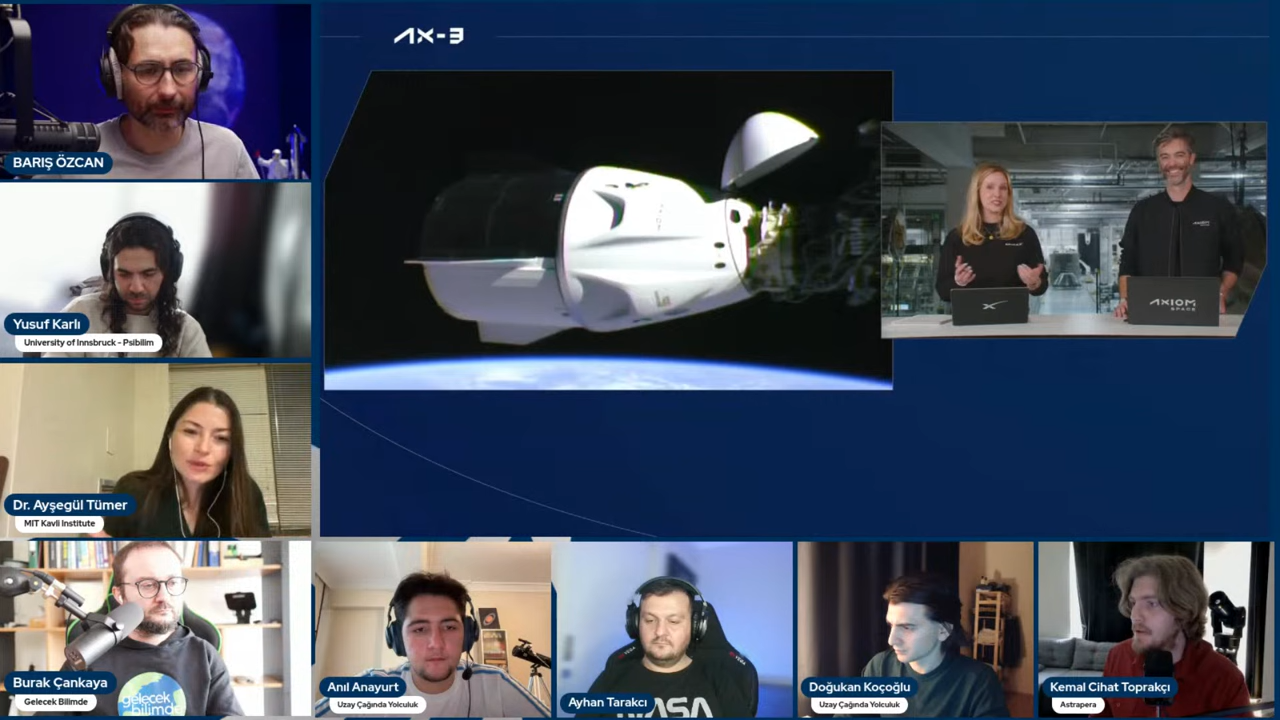 AX-3
BARIŞ ÖZCAN
AXIOM
SPACE
Yusuf Karlı
University of Innsbruck - Psibilim
Dr. Ayşegül Tümer
MIT Kavli Institute
Burak Çankaya
Gelecek Bilimde
gelecek
bilimde
Anıl Anayurt
Uzay Çağında Yolculuk
Ayhan Tarakcı
NASA
Doğukan Koçoğlu
Uzay Çağında Yolculuk
Kemal Cihat Toprakçı
Astrapera